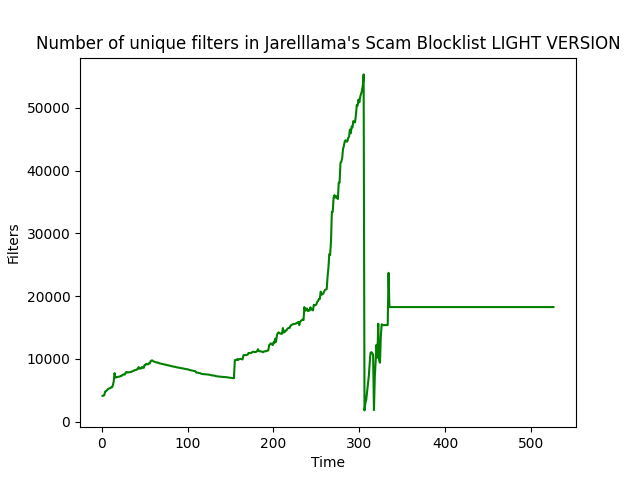 Number of unique filters in Jarelllama's Scam Blocklist LIGHT VERSION
Filters
50000
40000
30000
20000
10000
0
0 100 200 300 400 500
Time